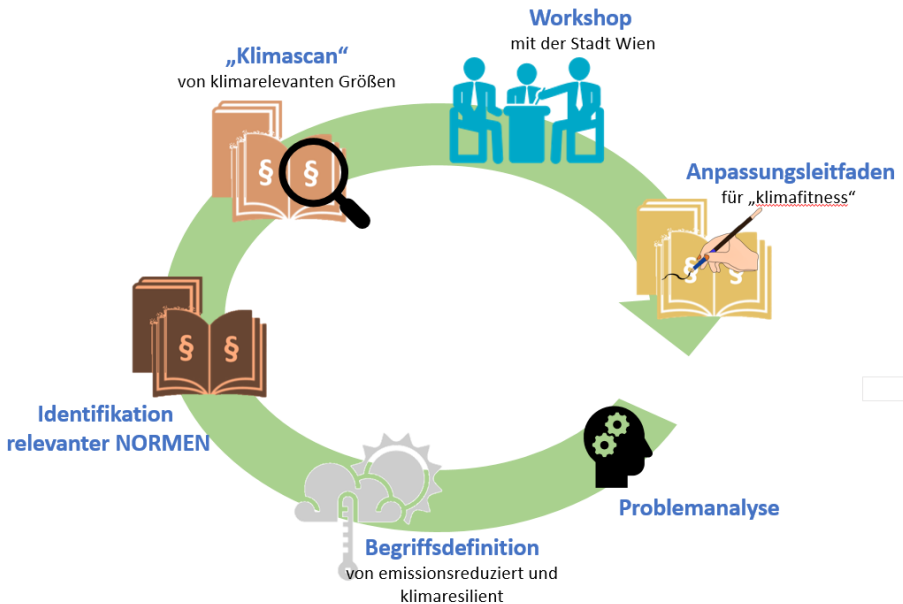 Workshop
mit der Stadt Wien
„Klimascan“
von klimarelevanten Größen
Anpassungsleitfaden
für „klimafitness“
§ §
§ §
§ §
Identifikation
relevanter NORMEN
Problemanalyse
Begriffsdefinition
von emissionsreduziert und
klimaresilient